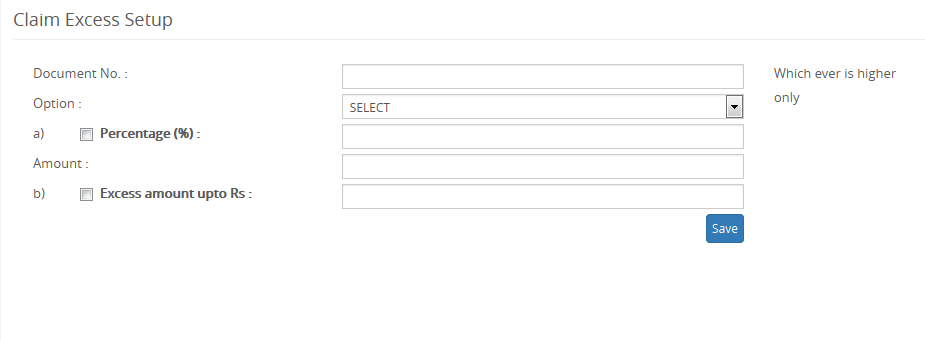 Claim Excess Setup
Document No. :
Which ever is higher
only
Option :
SELECT
a) Percentage (%) :
Amount :
b) Excess amount upto Rs :
Save